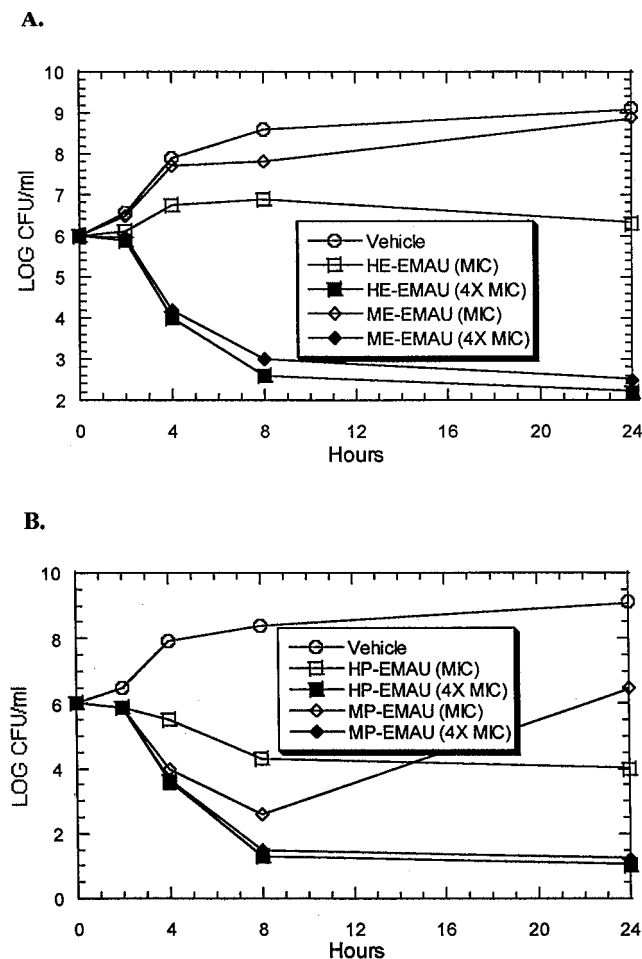 A.
LOG CFU/ml
10
9
8
7
6
5
4
3
2
Vehicle
HE-EMAU (MIC)
HE-EMAU (4X MIC)
ME-EMAU (MIC)
ME-EMAU (4X MIC)
0 4 8 12 16 20 24
Hours
B.
LOG CFU/ml
10
8
6
4
2
0
Vehicle
HP-EMAU (MIC)
HP-EMAU (4X MIC)
MP-EMAU (MIC)
MP-EMAU (4X MIC)
0 4 8 12 16 20 24
Hours